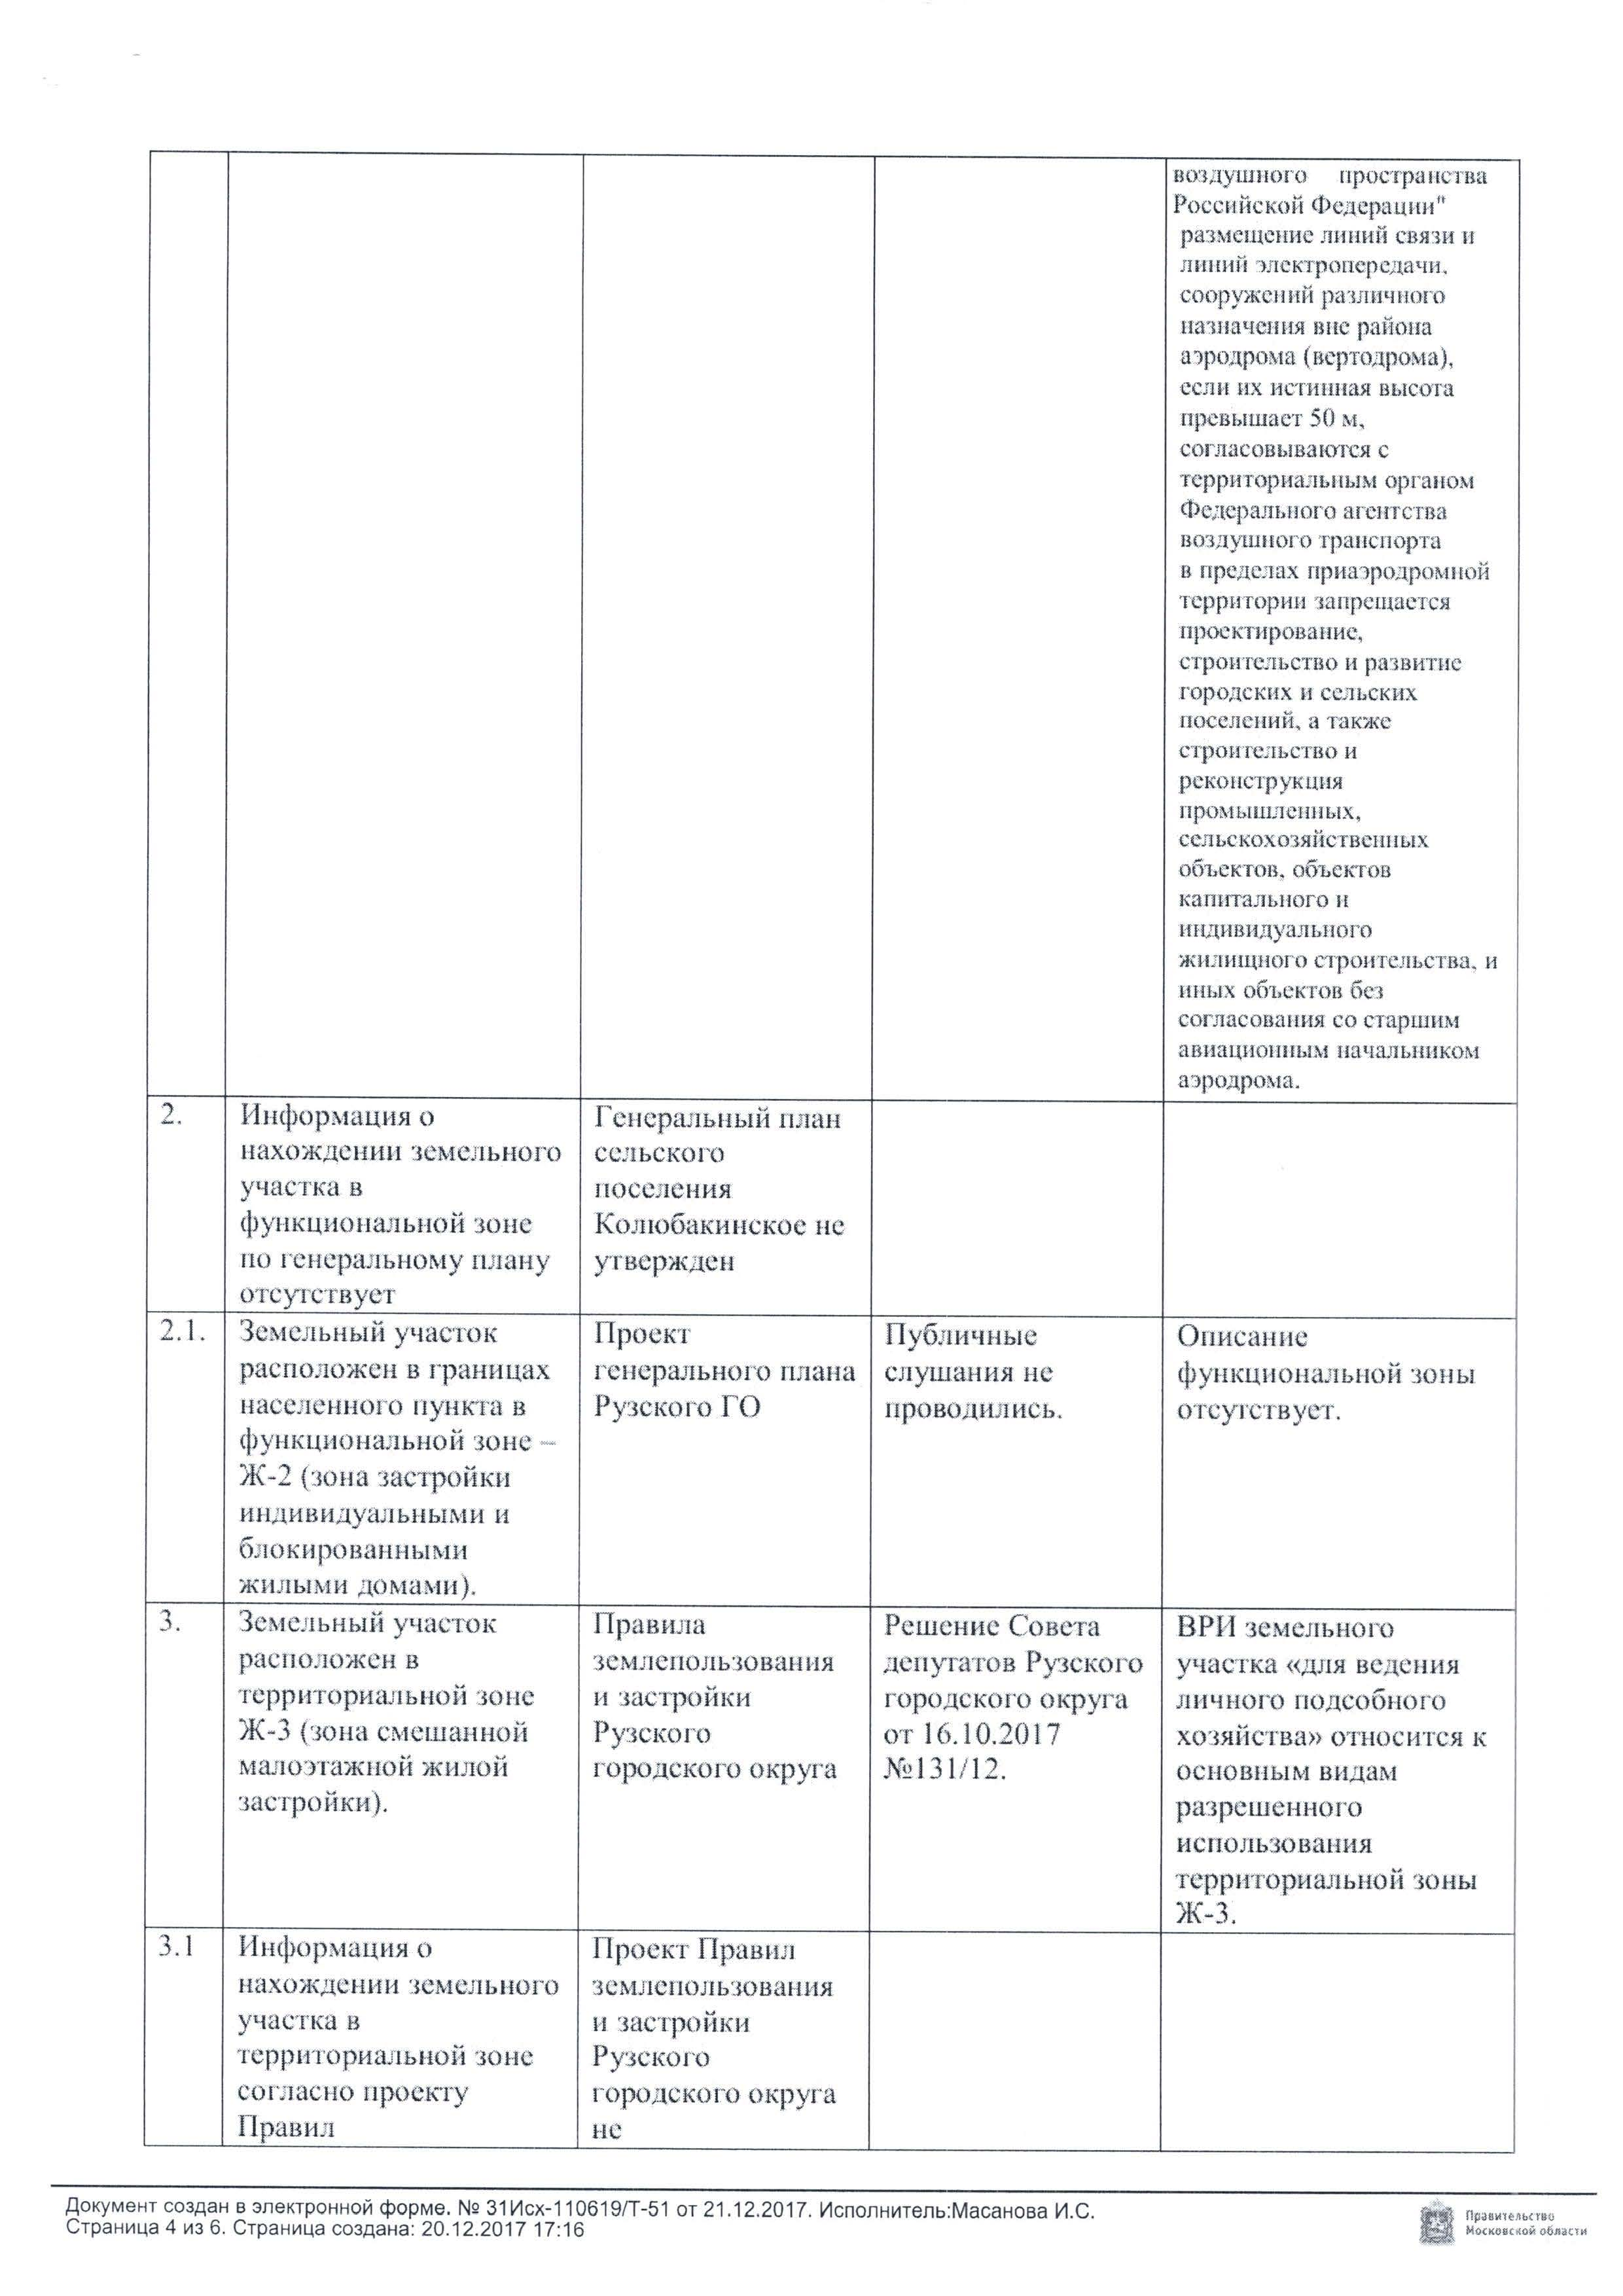 воздушного пространства
Российской Федерации"
размещение линий связи и
линий электропередачи,
сооружений различного
назначения вне района
аэродрома (вертодрома),
если их истинная высота
превышает 50 м,
согласовываются с
территориальным органом
Федерального агентства
воздушного транспорта
в пределах приаэродромной
территории запрещается
проектирование,
строительство и развитие
городских и сельских
поселений, а также
строительство и
реконструкция
промышленных,
сельскохозяйственных
объектов, объектов
капитального и
индивидуального
жилищного строительства, и
иных объектов без
согласования со старшим
авиационным начальником
аэродрома.
2.
Информация о
нахождении земельного
участка в
функциональной зоне
по генеральному плану
отсутствует
Генеральный план
сельского
поселения
Колюбакинское не
утвержден
2.1.
Земельный участок
расположен в границах
населенного пункта в
функциональной зоне –
Ж-2 (зона застройки
индивидуальными и
блокированными
жилыми домами).
Проект
генерального плана
Рузского ГО
Публичные
слушания не
проводились.
Описание
функциональной зоны
отсутствует.
3.
Земельный участок
расположен в
территориальной зоне
Ж-3 (зона смешанной
малоэтажной жилой
застройки).
Правила
землепользования
и застройки
Рузского
городского округа
Решение Совета
депутатов Рузского
городского округа
от 16.10.2017
№131/12.
ВРИ земельного
участка «для ведения
личного подсобного
хозяйства» относится к
основным видам
разрешенного
использования
территориальной зоны
Ж-3.
3.1
Информация о
нахождении земельного
участка в
территориальной зоне
согласно проекту
Правил
Проект Правил
землепользования
и застройки
Рузского
городского округа
не
Документ создан в электронной форме. № 31Исх-110619/Т-51 от 21.12.2017. Исполнитель:Масанова И.С.
Страница 4 из 6. Страница создана: 20.12.2017 17:16
Правительство
Московской области